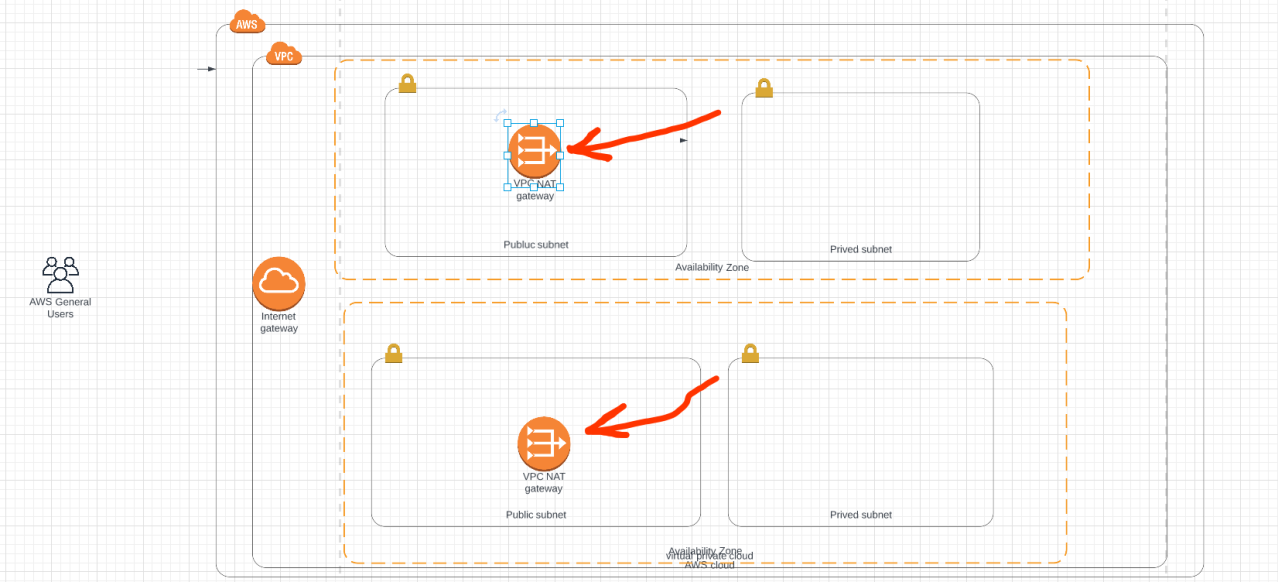 AWS
VPC
VPC NAT
gateway
Publuc subnet
Prived subnet
Availability Zone
AWS General
Users
Internet
gateway
VPC NAT
gateway
Public subnet
Prived subnet
Availability Zone
virtual private cloud
AWS cloud